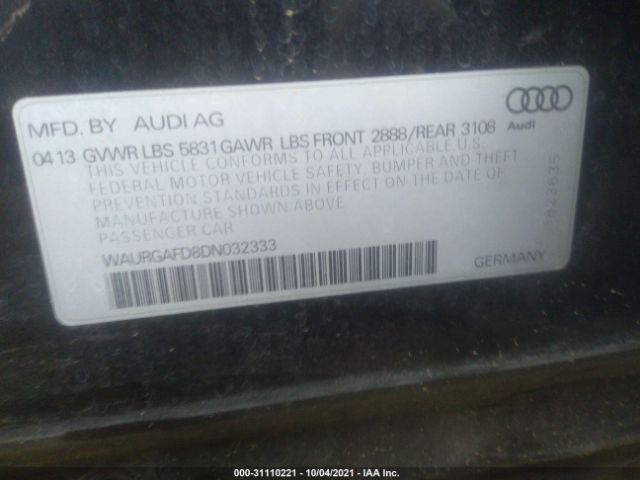 MFD. BY AUDI AG
Audi
04 13 GVWR LBS 5831 GAWR LBS FRONT 2888/REAR 3108
THIS VEHICLE CONFORMS TO ALL APPLICABLE U.S.
FEDERAL MOTOR VEHICLE SAFETY, BUMPER AND THEFT
PREVENTION STANDARDS IN EFFECT ON THE DATE OF
MANUFACTURE SHOWN ABOVE.
PASSENGER CAR
WAURGAFD8DN032333
GERMANY
000-31110221 - 10/04/2021 - IAA Inc.